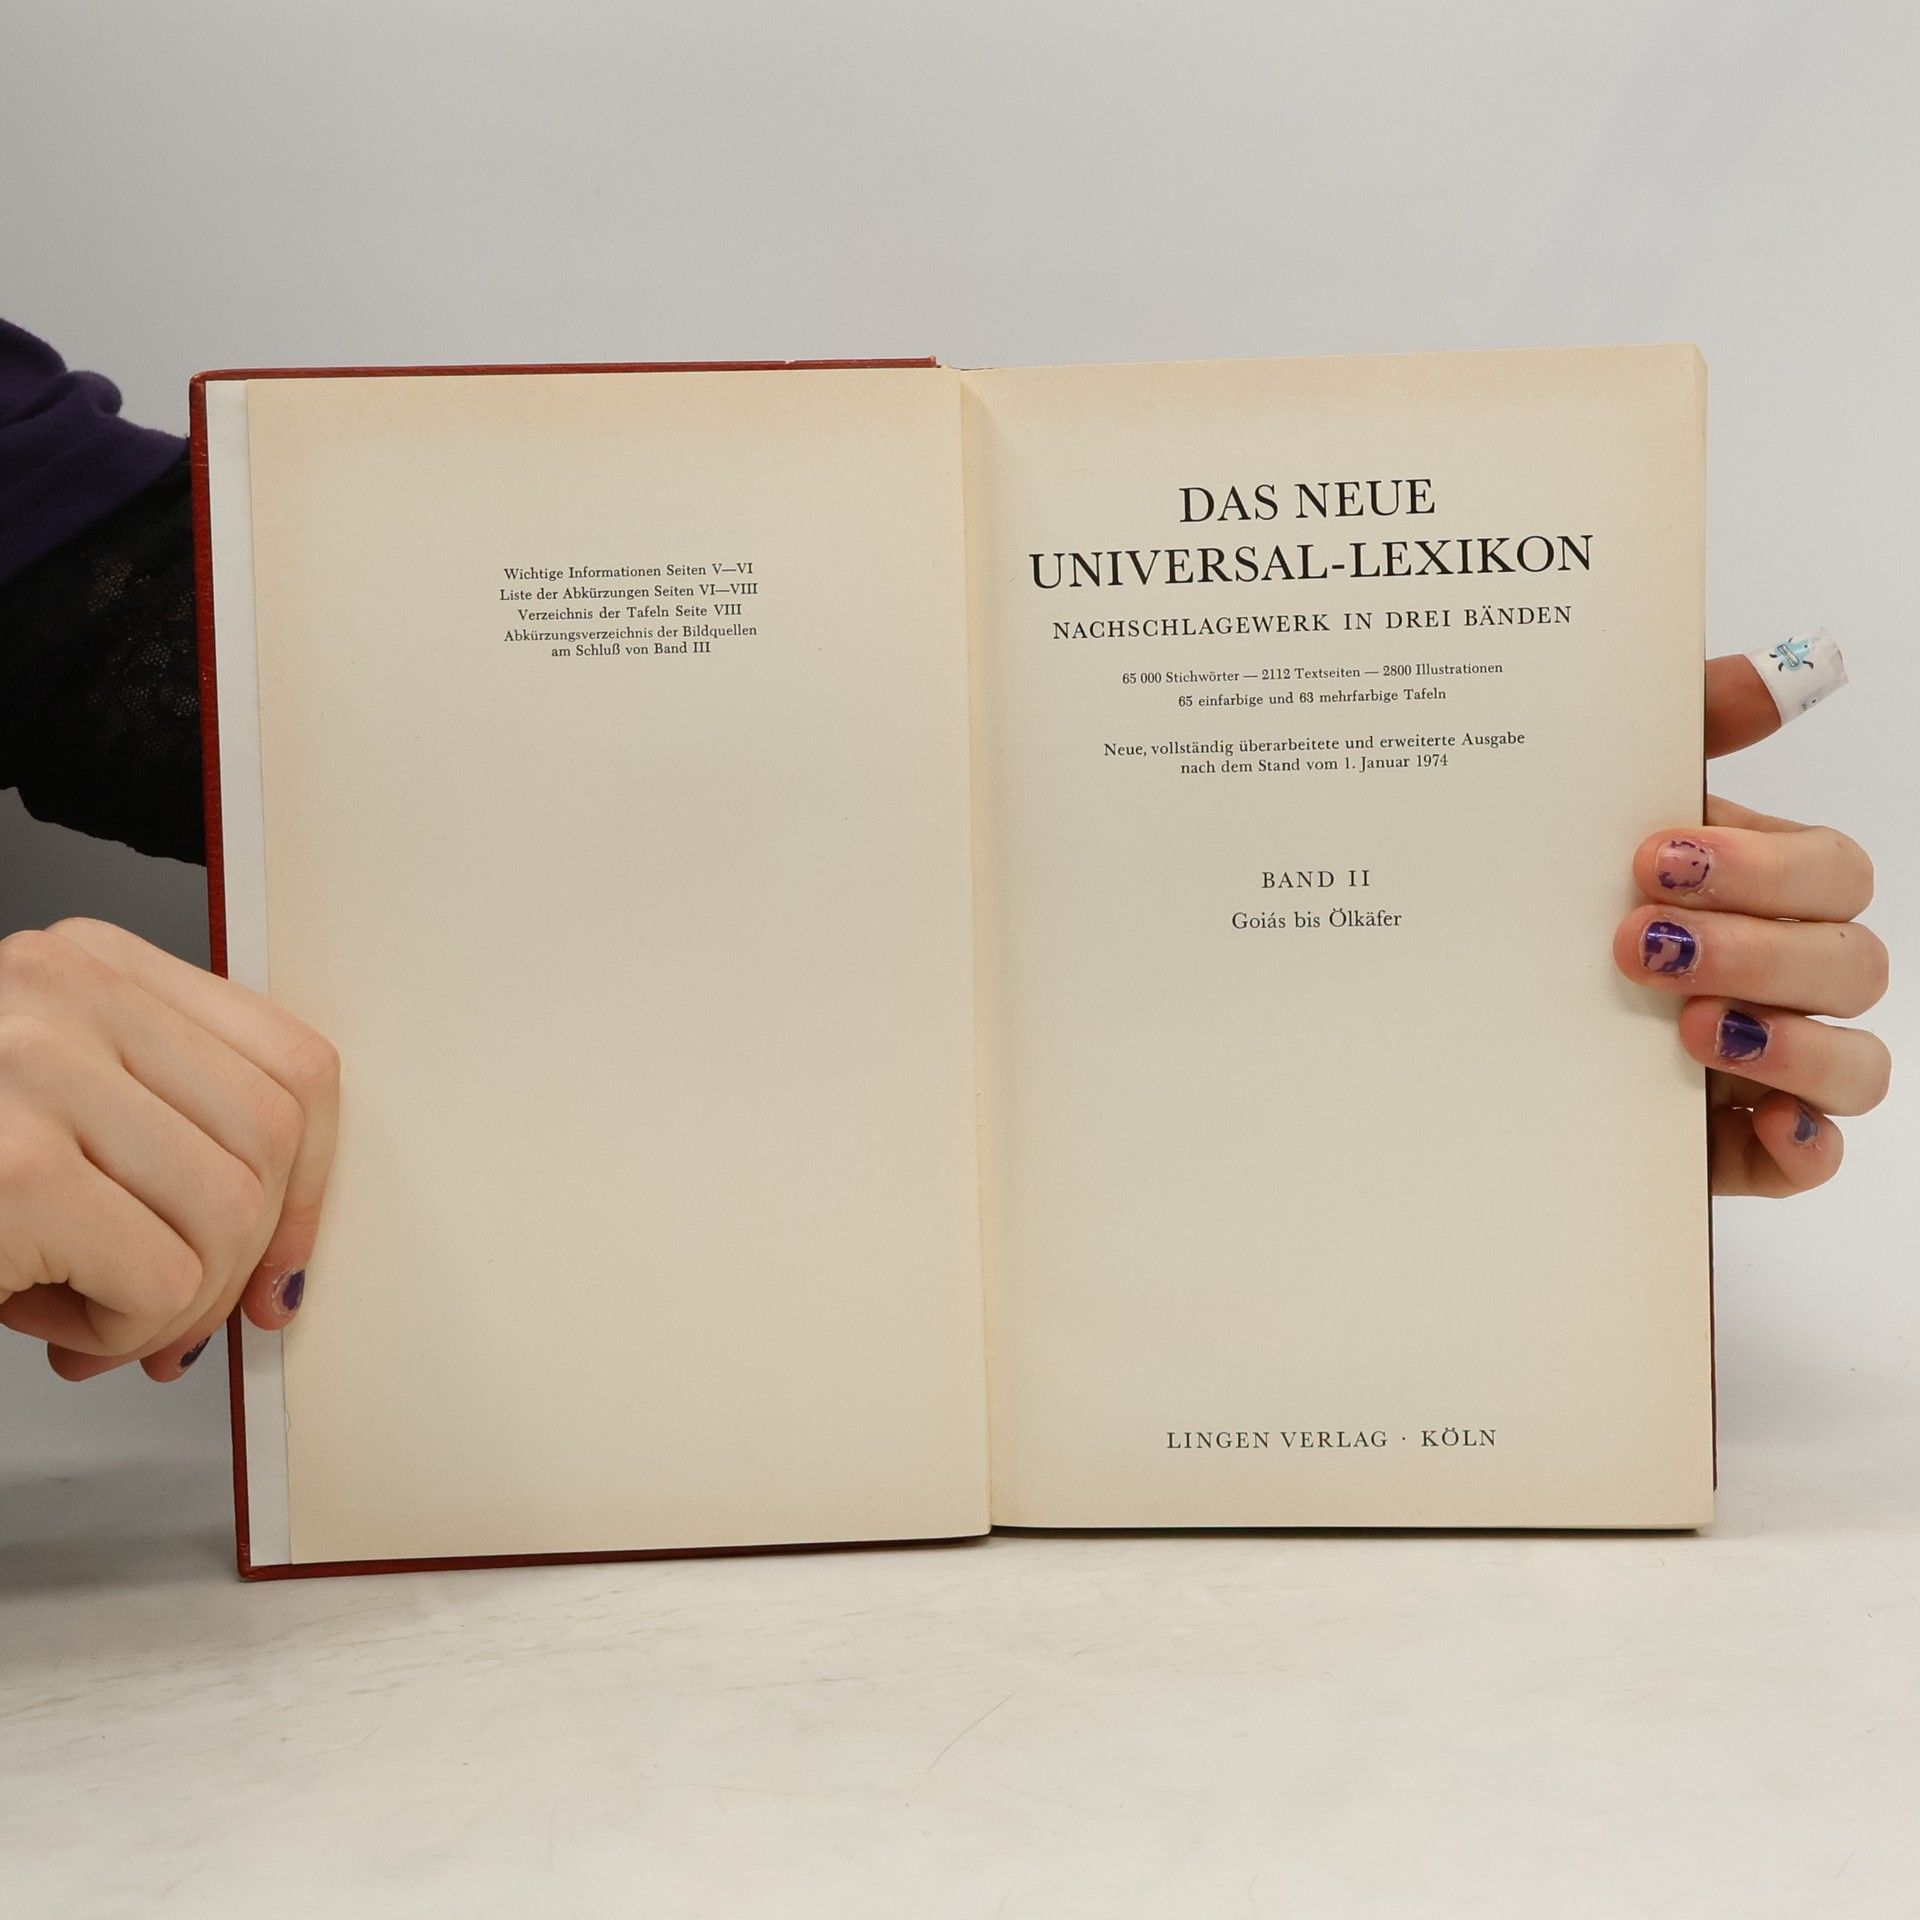 Wichtige Informationen Seiten V—VI
Liste der Abkürzungen Seiten VI—VIII
Verzeichnis der Tafeln Seite VIII
Abkürzungsverzeichnis der Bildquellen
am Schluß von Band III
DAS NEUE
UNIVERSAL-LEXIKON
NACHSCHLAGEWERK IN DREI BÄNDEN
65 000 Stichwörter — 2112 Textseiten — 2800 Illustrationen
65 einfarbige und 63 mehrfarbige Tafeln
Neue, vollständig überarbeitete und erweiterte Ausgabe
nach dem Stand vom 1. Januar 1974
BAND II
Goiás bis Ölkäfer
LINGEN VERLAG · KÖLN